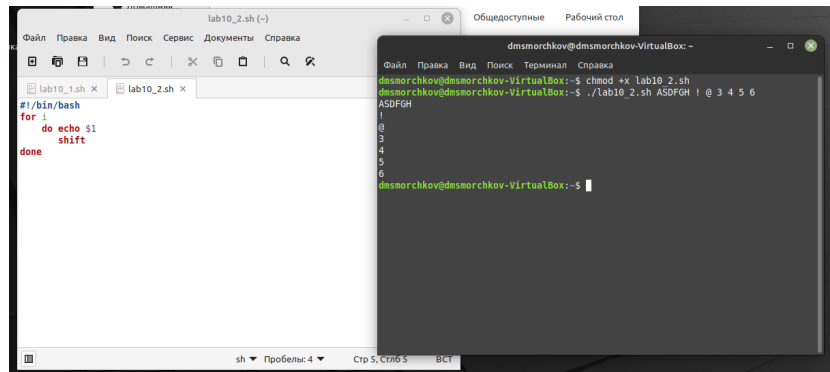 lab10_2.sh (~)
Файл Правка Вид Поиск Сервис Документы Справка
lab10_1.sh × lab10_2.sh ×
#!/bin/bash
for i
do echo $1
shift
done
sh Пробелы: 4 Стр 5, Стлб 5 ВСТ
Общедоступные Рабочий стол
dmsmorchkov@dmsmorchkov-VirtualBox: ~
Файл Правка Вид Поиск Терминал Справка
dmsmorchkov@dmsmorchkov-VirtualBox:~$ chmod +x lab10_2.sh
dmsmorchkov@dmsmorchkov-VirtualBox:~$ ./lab10_2.sh ASDFGH ! @ 3 4 5 6
ASDFGH
!
@
3
4
5
6
dmsmorchkov@dmsmorchkov-VirtualBox:~$